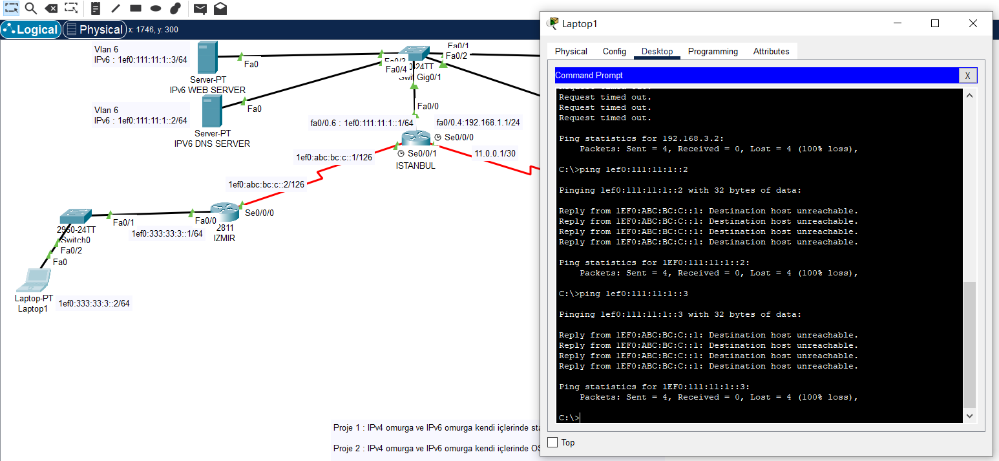 Logical
Physical
x: 1746, y: 300
Vlan 6
IPv6 : 1ef0:111:11:1::3/64
Fa0
Server-PT
IPv6 WEB SERVER
Vlan 6
IPv6 : 1ef0:111:11:1::2/64
Fa0
Server-PT
IPV6 DNS SERVER
Fa0/1
Fa0/2
Fa0/3
Fa0/4
24TT
Gig0/1
Fa0/0
fa0/0.6 : 1ef0:111:11:1::1/64
fa0/0.4:192.168.1.1/24
Se0/0/0
Se0/0/1
ISTANBUL
11.0.0.1/30
1ef0:abc:bc:c::1/126
1ef0:abc:bc:c::2/126
Se0/0/0
Fa0/0
2811
IZMIR
Fa0/1
1ef0:333:33:3::1/64
2960-24TT
Switch0
Fa0/2
Fa0
Laptop-PT
Laptop1
1ef0:333:33:3::2/64
Proje 1 : IPv4 omurga ve IPv6 omurga kendi içlerinde sta
Proje 2 : IPv4 omurga ve IPv6 omurga kendi içlerinde OS
Laptop1
Physical Config Desktop Programming Attributes
Command Prompt
X
Request timed out.
Request timed out.
Request timed out.
Request timed out.
Ping statistics for 192.168.3.2:
Packets: Sent = 4, Received = 0, Lost = 4 (100% loss),
C:\>ping 1ef0:111:11:1::2
Pinging 1ef0:111:11:1::2 with 32 bytes of data:
Reply from 1EF0:ABC:BC:C::1: Destination host unreachable.
Reply from 1EF0:ABC:BC:C::1: Destination host unreachable.
Reply from 1EF0:ABC:BC:C::1: Destination host unreachable.
Reply from 1EF0:ABC:BC:C::1: Destination host unreachable.
Ping statistics for 1EF0:111:11:1::2:
Packets: Sent = 4, Received = 0, Lost = 4 (100% loss),
C:\>ping 1ef0:111:11:1::3
Pinging 1ef0:111:11:1::3 with 32 bytes of data:
Reply from 1EF0:ABC:BC:C::1: Destination host unreachable.
Reply from 1EF0:ABC:BC:C::1: Destination host unreachable.
Reply from 1EF0:ABC:BC:C::1: Destination host unreachable.
Reply from 1EF0:ABC:BC:C::1: Destination host unreachable.
Ping statistics for 1EF0:111:11:1::3:
Packets: Sent = 4, Received = 0, Lost = 4 (100% loss),
C:\>
Top